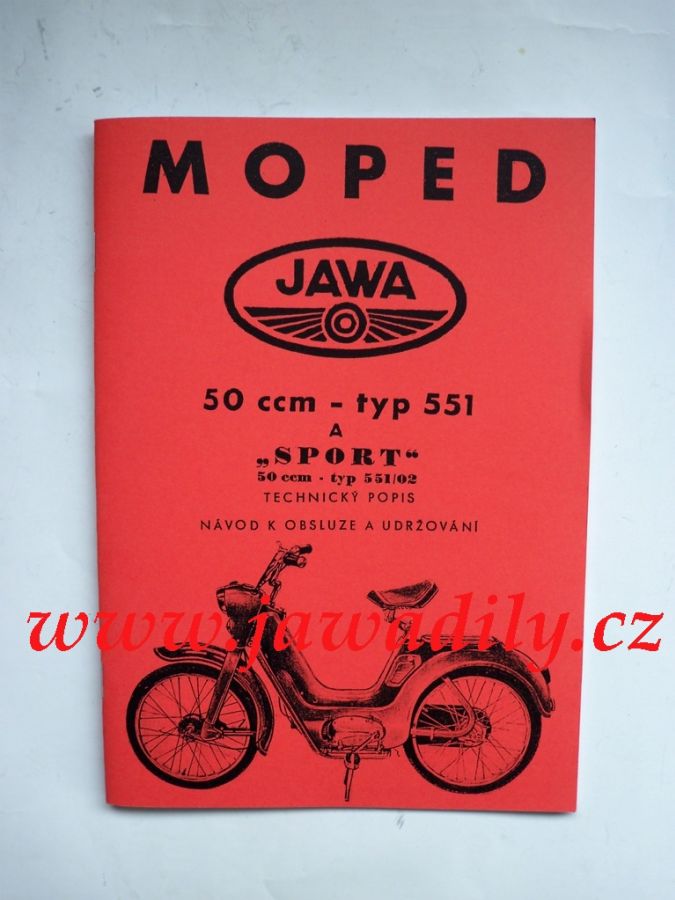 MOPED
JAWA
50 ccm - typ 551
A
„SPORT“
50 ccm - typ 551/02
TECHNICKÝ POPIS
NÁVOD K OBSLUZE A UDRŽOVÁNÍ
www.jawadily.cz